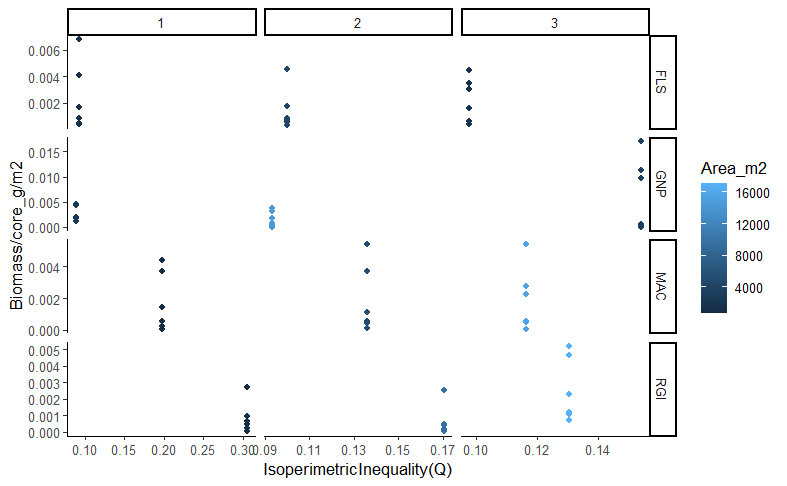 1 2 3
0.006
0.004
0.002
FLS
0.015
0.010
0.005
0.000
GNP
Area_m2
16000
12000
8000
4000
Biomass/core_g/m2
0.004
0.002
0.000
MAC
0.005
0.004
0.003
0.002
0.001
0.000
RGI
0.10 0.15 0.20 0.25 0.30 0.09 0.11 0.13 0.15 0.17 0.10 0.12 0.14
IsoperimetricInequality(Q)